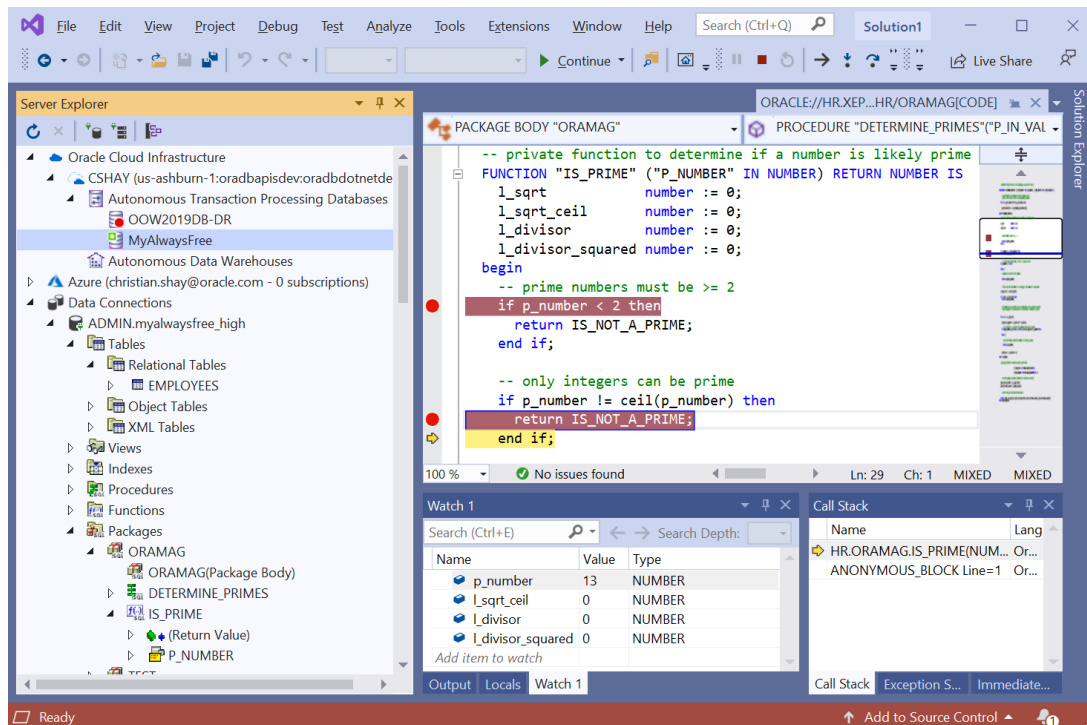 File Edit View Project Debug Test Analyze Tools Extensions Window Help Search (Ctrl+Q) Solution1
Continue Live Share
Server Explorer
Oracle Cloud Infrastructure
CSHAY (us-ashburn-1:oradbapisdev:oradbdotnetde
Autonomous Transaction Processing Databases
OOW2019DB-DR
MyAlwaysFree
Autonomous Data Warehouses
Azure (christian.shay@oracle.com - 0 subscriptions)
Data Connections
ADMIN.myalwaysfree_high
Tables
Relational Tables
EMPLOYEES
Object Tables
XML Tables
Views
Indexes
Procedures
Functions
Packages
ORAMAG
ORAMAG(Package Body)
DETERMINE_PRIMES
IS_PRIME
(Return Value)
P_NUMBER
TEST
ORACLE://HR.XEP...HR/ORAMAG[CODE]
PACKAGE BODY "ORAMAG" PROCEDURE "DETERMINE_PRIMES"("P_IN_VAL
-- private function to determine if a number is likely prime
FUNCTION "IS_PRIME" ("P_NUMBER" IN NUMBER) RETURN NUMBER IS
l_sqrt number := 0;
l_sqrt_ceil number := 0;
l_divisor number := 0;
l_divisor_squared number := 0;
begin
-- prime numbers must be >= 2
if p_number < 2 then
return IS_NOT_A_PRIME;
end if;
-- only integers can be prime
if p_number != ceil(p_number) then
return IS_NOT_A_PRIME;
end if;
100 % No issues found Ln: 29 Ch: 1 MIXED MIXED
Solution Explorer
Watch 1
Search (Ctrl+E) Search Depth:
Name Value Type
p_number 13 NUMBER
l_sqrt_ceil 0 NUMBER
l_divisor 0 NUMBER
l_divisor_squared 0 NUMBER
Add item to watch
Output Locals Watch 1
Call Stack
Name Lang
HR.ORAMAG.IS_PRIME(NUM... Or...
ANONYMOUS_BLOCK Line=1 Or...
Call Stack Exception S... Immediate...
Ready Add to Source Control 1